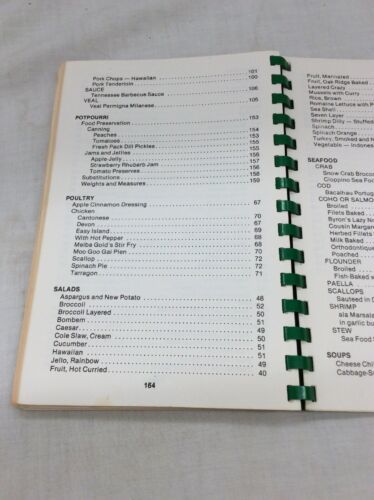 Pork Chops — Hawaiian ........ 101
Pork Tenderloin ........ 100
SAUCE
Tennessee Barbecue Sauce ........ 106
VEAL
Veal Parmigna Milanese ........ 105
POTPOURRI
Food Preservation ........ 153
Canning
Peaches ........ 154
Tomatoes ........ 153
Fresh Pack Dill Pickles ........ 155
Jams and Jellies
Apple Jelly ........ 156
Strawberry Rhubarb Jam ........ 158
Tomato Preserves ........ 156
Substitutions ........ 158
Weights and Measures ........ 159
POULTRY
Apple Cinnamon Dressing ........ 67
Chicken
Cantonese ........ 70
Devon ........ 70
Easy Island ........ 69
With Hot Pepper ........ 68
Melba Gold's Stir Fry ........ 68
Moo Goo Gai Pien ........ 70
Scallop ........ 72
Spinach Pie ........ 72
Tarragon ........ 71
SALADS
Aspargus and New Potato ........ 48
Broccoli ........ 52
Broccoli Layered ........ 50
Bombem ........ 51
Caesar ........ 49
Cole Slaw, Cream ........ 50
Cucumber ........ 51
Hawaiian ........ 51
Jello, Rainbow ........ 49
Fruit, Hot Curried ........ 40
164
Fruit, Marinated
Fruit, Oak Ridge Baked
Layered Crazy
Mussels with Curry
Rice, Brown
Romaine Lettuce with P
Sea Shell
Seven Layer
Shrimp Dilly — Stuffed
Spinach
Spinach Orange
Turkey, Smoked and N
Vegetable — Indones
SEAFOOD
CRAB
Snow Crab Brocco
Cioppino Sea Food
COD
Bacalhau Portug
COHO OR SALMO
Broiled
Filets Baked
Byron's Lazy No
Cousin Margar
Herbed Fillets
Milk Baked
Orthodontique
Poached
FLOUNDER
Broiled
Fish-Baked
PAELLA
SCALLOPS
Sauteed in
SHRIMP
ala Marsale
in garlic bu
STEW
Sea Food
SOUPS
Cheese Chi
Cabbage-S